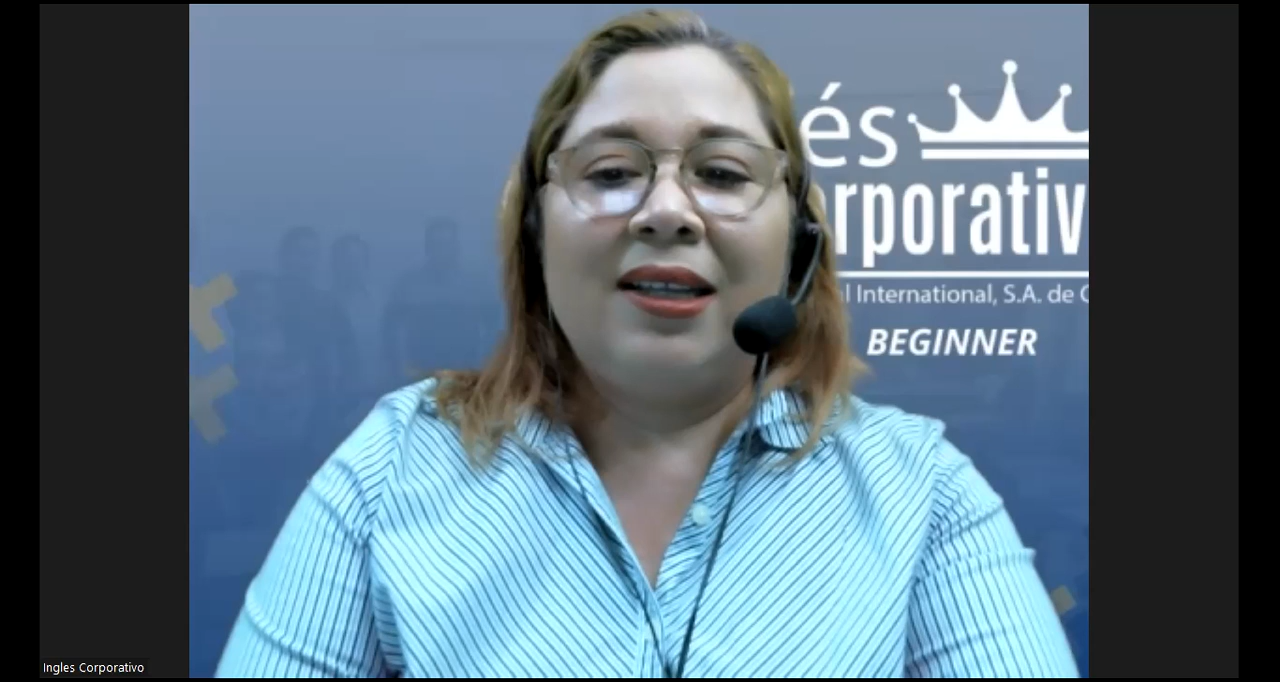 és
rporativ
l International, S.A. de C
BEGINNER
Ingles Corporativo